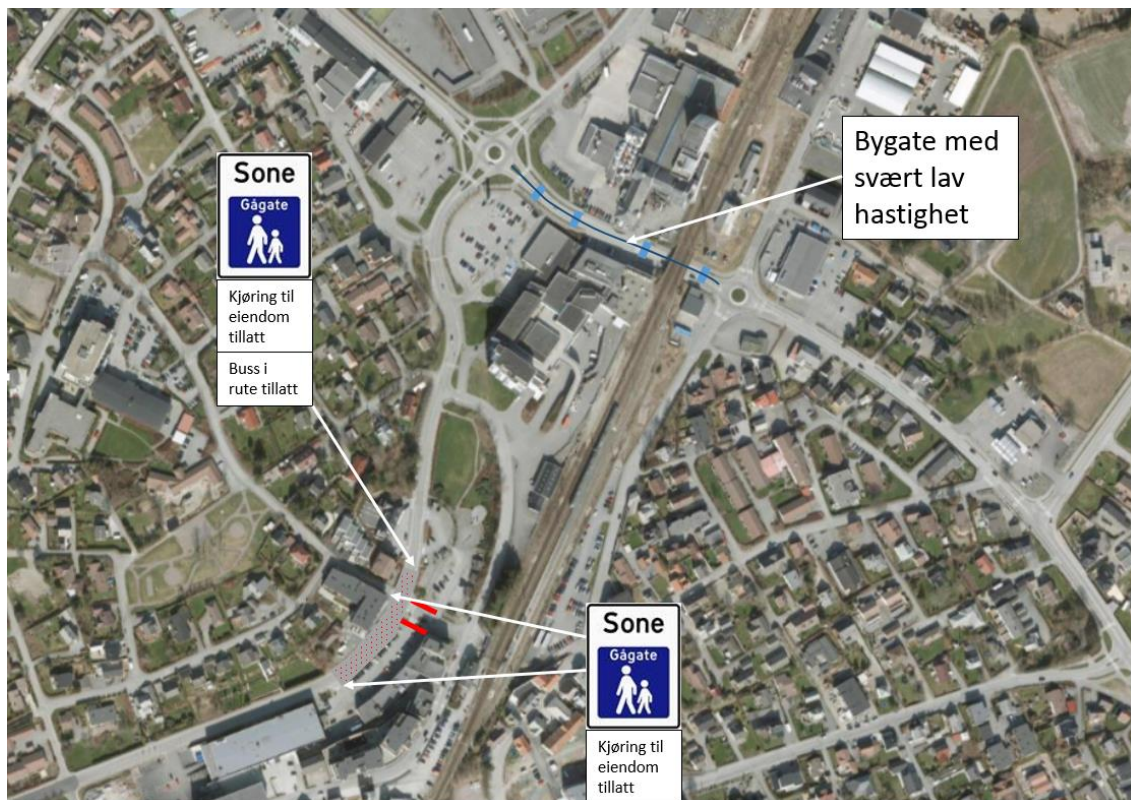 Sone
Gågate
Kjøring til
eiendom
tillatt
Buss i
rute tillatt
Bygate med
svært lav
hastighet
Sone
Gågate
Kjøring til
eiendom
tillatt